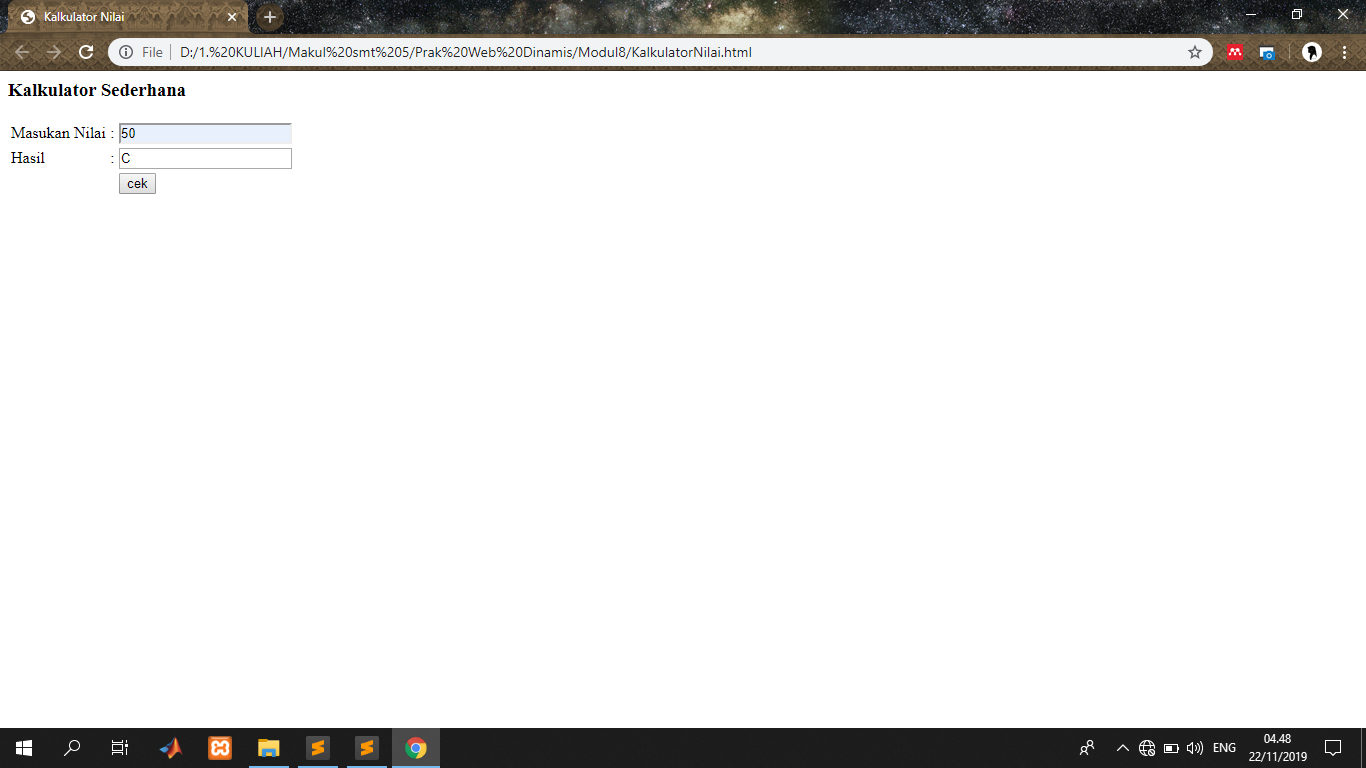 Kalkulator Nilai
File D:/1.%20KULIAH/Makul%20smt%205/Prak%20Web%20Dinamis/Modul8/KalkulatorNilai.html
Kalkulator Sederhana
Masukan Nilai : 50
Hasil : C
cek
ENG
04.48
22/11/2019